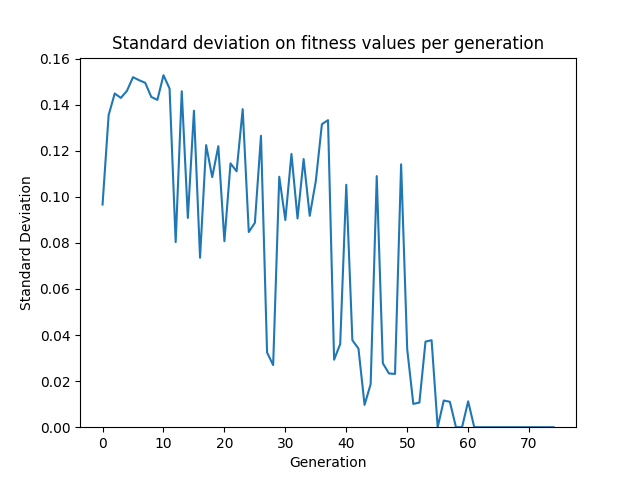 Standard deviation on fitness values per generation
0.16
0.14
0.12
0.10
0.08
0.06
0.04
0.02
0.00
Standard Deviation
0 10 20 30 40 50 60 70
Generation